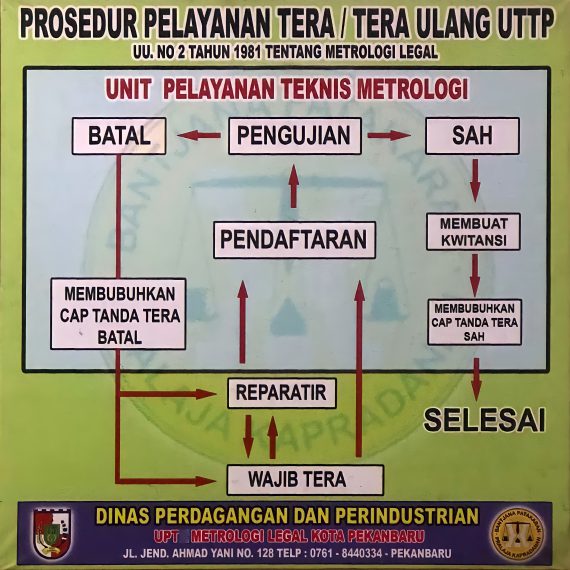 PROSEDUR PELAYANAN TERA / TERA ULANG UTTP
UU. NO 2 TAHUN 1981 TENTANG METROLOGI LEGAL
UNIT PELAYANAN TEKNIS METROLOGI
BATAL
PENGUJIAN
SAH
MEMBUAT
KWITANSI
PENDAFTARAN
MEMBUBUHKAN
CAP TANDA TERA
BATAL
MEMBUBUHKAN
CAP TANDA TERA
SAH
REPARATIR
SELESAI
WAJIB TERA
DINAS PERDAGANGAN DAN PERINDUSTRIAN
UPT METROLOGI LEGAL KOTA PEKANBARU
JL. JEND. AHMAD YANI NO. 128 TELP : 0761 - 8440334 - PEKANBARU